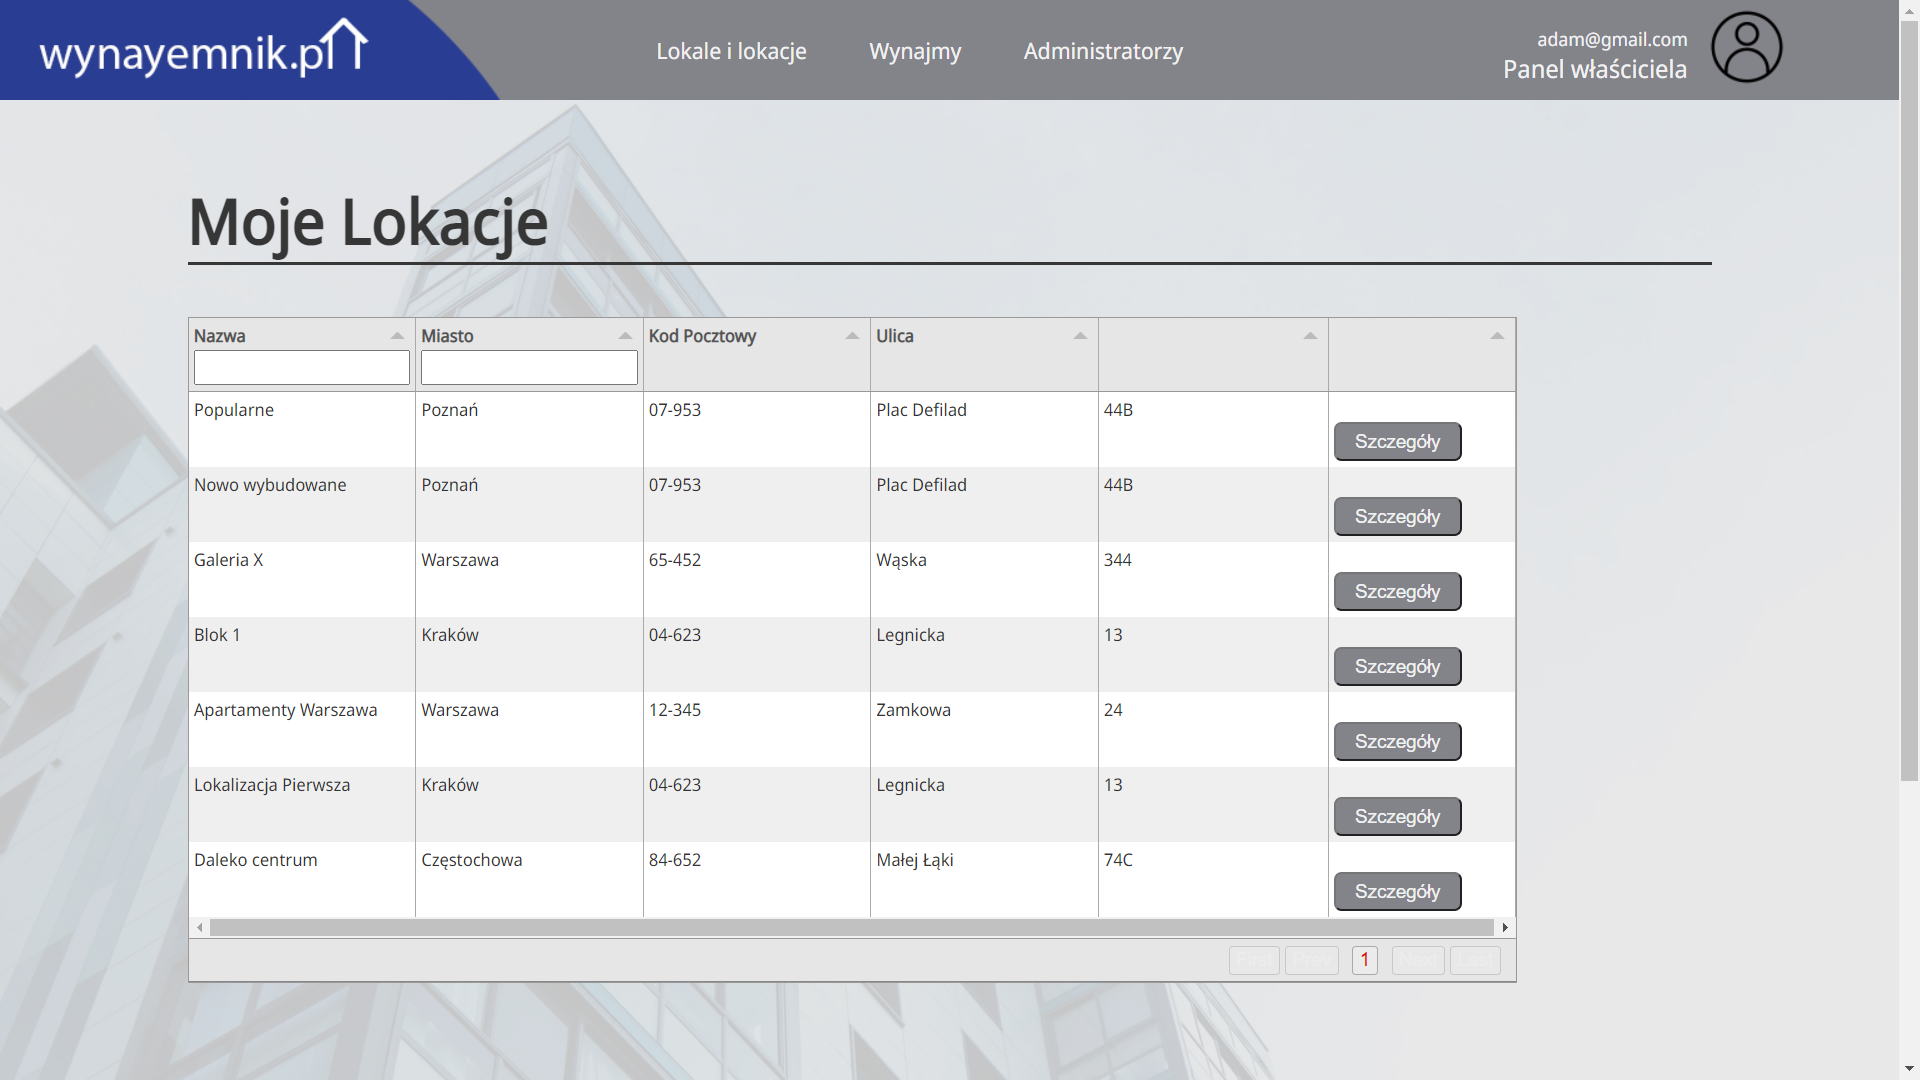 wynayemnik.pl
Lokale i lokacje Wynajmy Administratorzy
adam@gmail.com
Panel właściciela
Moje Lokacje
Nazwa Miasto Kod Pocztowy Ulica
Popularne Poznań 07-953 Plac Defilad 44B Szczegóły
Nowo wybudowane Poznań 07-953 Plac Defilad 44B Szczegóły
Galeria X Warszawa 65-452 Wąska 344 Szczegóły
Blok 1 Kraków 04-623 Legnicka 13 Szczegóły
Apartamenty Warszawa Warszawa 12-345 Zamkowa 24 Szczegóły
Lokalizacja Pierwsza Kraków 04-623 Legnicka 13 Szczegóły
Daleko centrum Częstochowa 84-652 Małej Łąki 74C Szczegóły
First Prev 1 Next Last